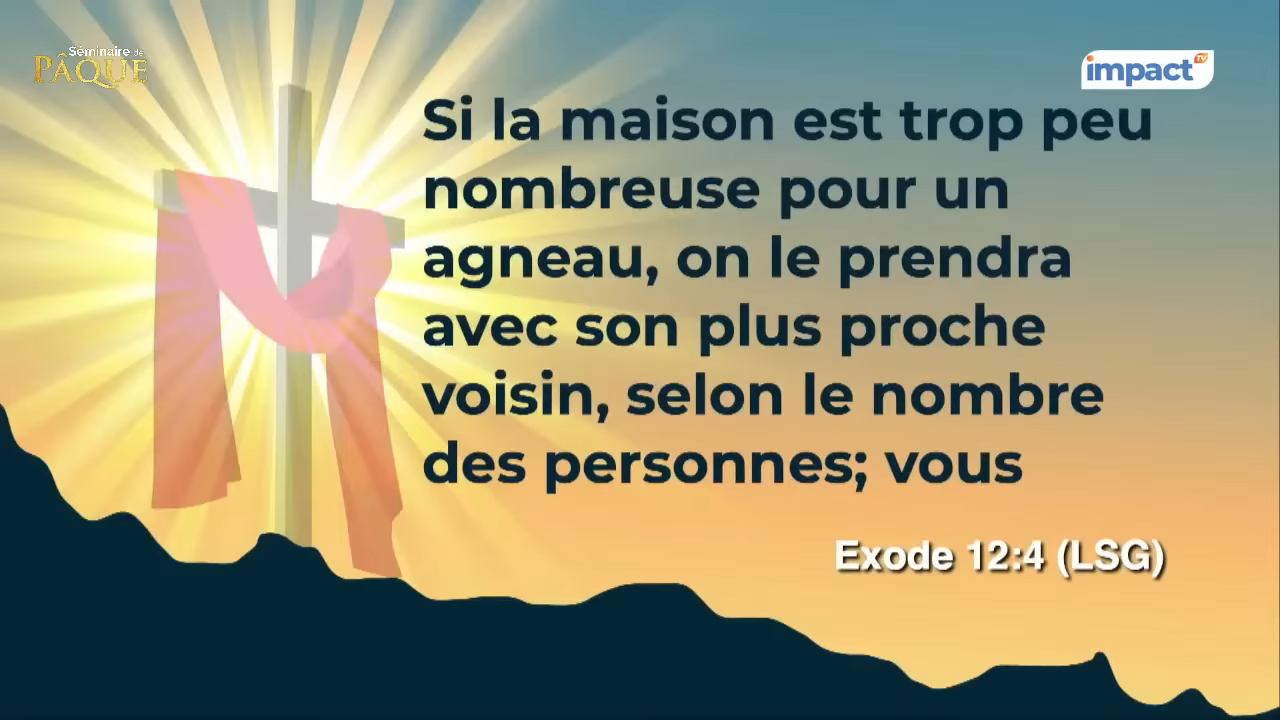 Séminaire de
PÂQUE
impact TV
Si la maison est trop peu
nombreuse pour un
agneau, on le prendra
avec son plus proche
voisin, selon le nombre
des personnes; vous
Exode 12:4 (LSG)